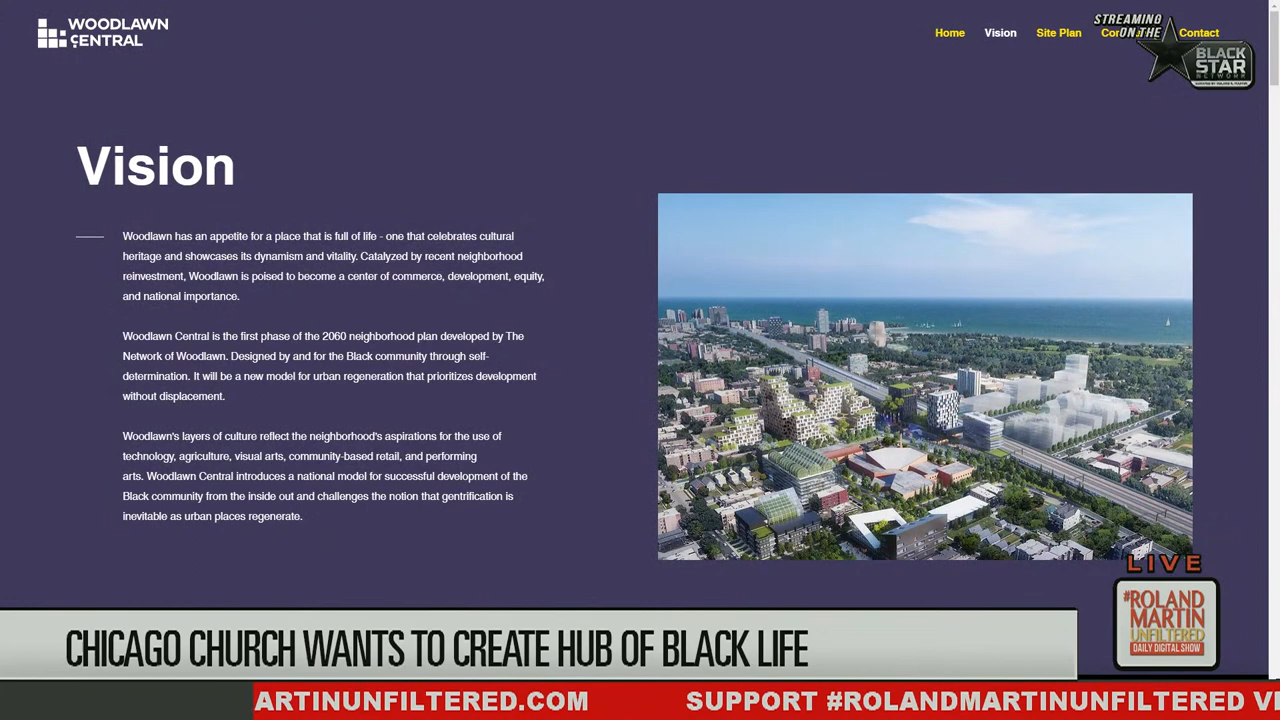 WOODLAWN
CENTRAL
Home
Vision
Site Plan
Contact
STREAMING
ON THE
BLACK
STAR
NETWORK
Vision
Woodlawn has an appetite for a place that is full of life - one that celebrates cultural
heritage and showcases its dynamism and vitality. Catalyzed by recent neighborhood
reinvestment, Woodlawn is poised to become a center of commerce, development, equity,
and national importance.
Woodlawn Central is the first phase of the 2060 neighborhood plan developed by The
Network of Woodlawn. Designed by and for the Black community through self-
determination. It will be a new model for urban regeneration that prioritizes development
without displacement.
Woodlawn's layers of culture reflect the neighborhood's aspirations for the use of
technology, agriculture, visual arts, community-based retail, and performing
arts. Woodlawn Central introduces a national model for successful development of the
Black community from the inside out and challenges the notion that gentrification is
inevitable as urban places regenerate.
LIVE
#ROLAND
MARTIN
UNFILTERED
DAILY DIGITAL SHOW
CHICAGO CHURCH WANTS TO CREATE HUB OF BLACK LIFE
ARTINUNFILTERED.COM SUPPORT #ROLANDMARTINUNFILTERED VI